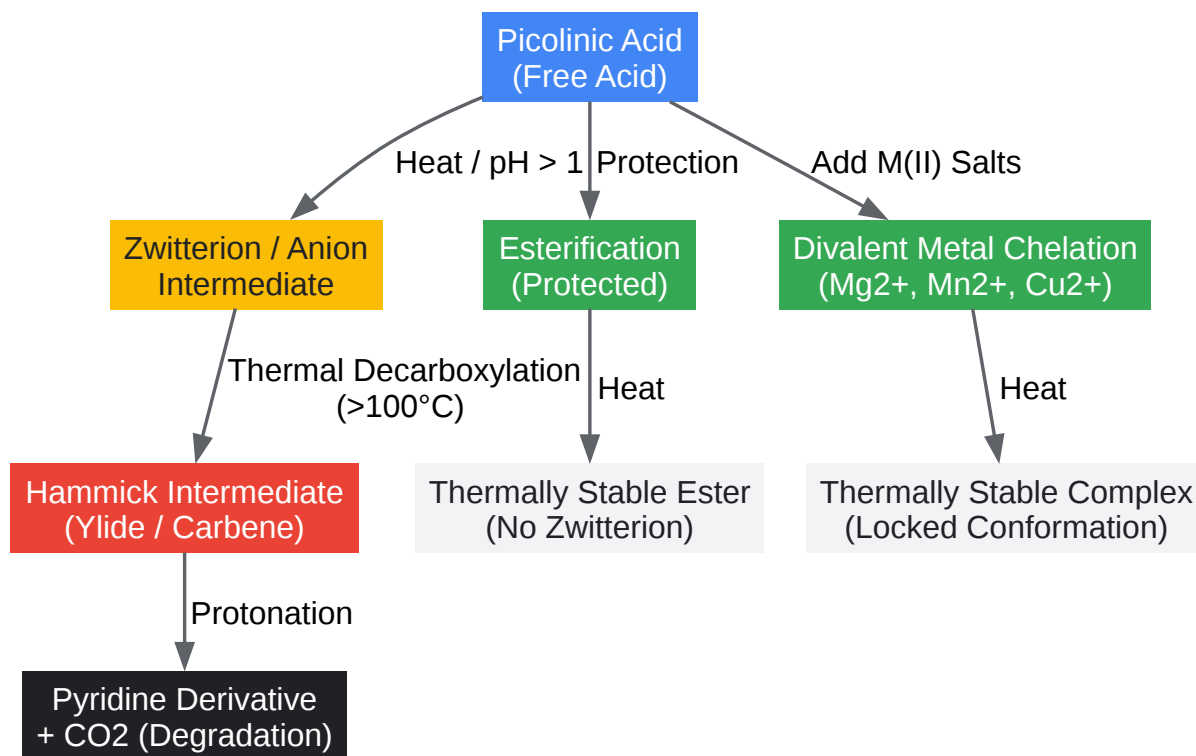 Picolinic Acid
(Free Acid)
Heat / pH > 1
Protection
Add M(II) Salts
Zwitterion / Anion
Intermediate
Esterification
(Protected)
Divalent Metal Chelation
(Mg2+, Mn2+, Cu2+)
Thermal Decarboxylation
(>100°C)
Heat
Heat
Hammick Intermediate
(Ylide / Carbene)
Thermally Stable Ester
(No Zwitterion)
Thermally Stable Complex
(Locked Conformation)
Protonation
Pyridine Derivative
+ CO2 (Degradation)